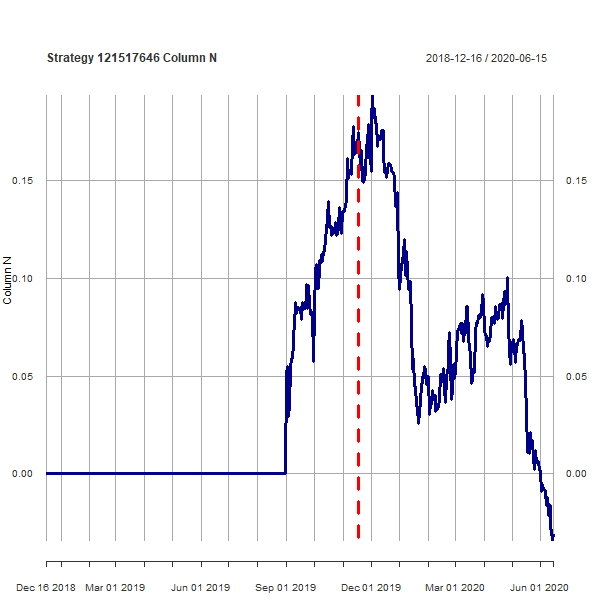 Strategy 121517646 Column N
2018-12-16 / 2020-06-15
0.15
0.15
Column N
0.10
0.10
0.05
0.05
0.00
0.00
Dec 16 2018
Mar 01 2019
Jun 01 2019
Sep 01 2019
Dec 01 2019
Mar 01 2020
Jun 01 2020